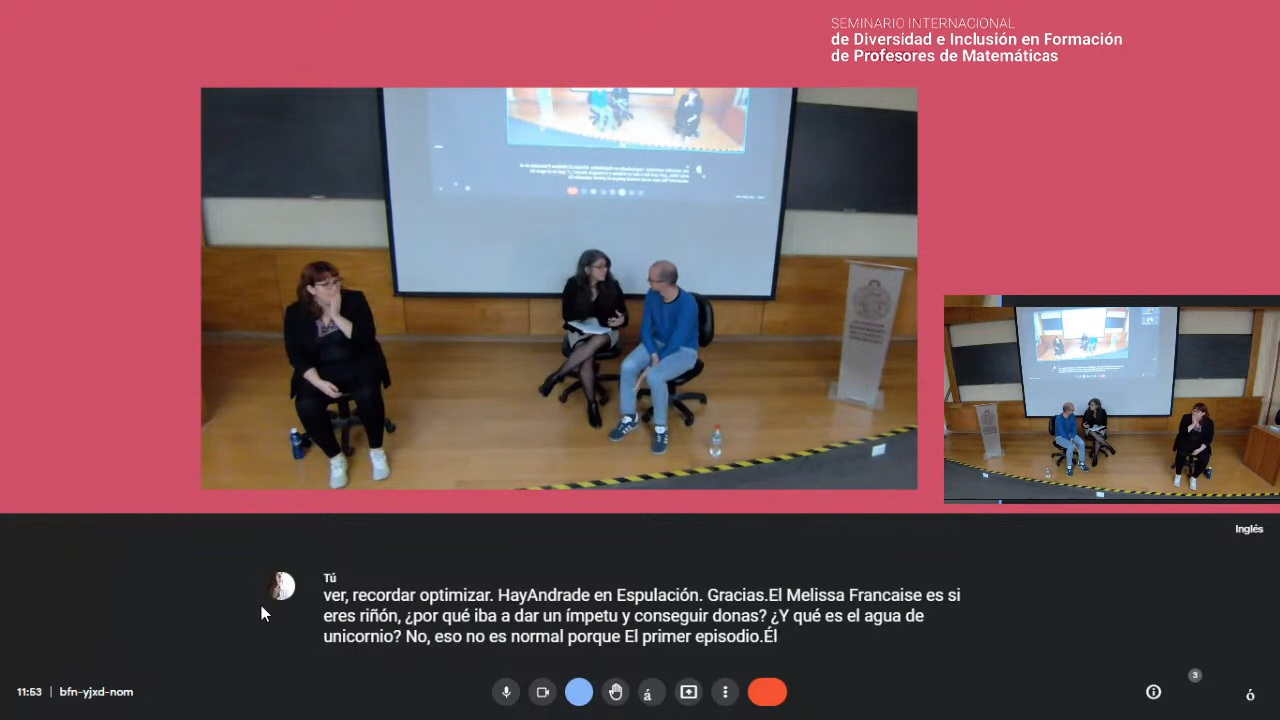 SEMINARIO INTERNACIONAL
de Diversidad e Inclusión en Formación
de Profesores de Matemáticas
Inglés
Tú
ver, recordar optimizar. HayAndrade en Espulación. Gracias.El Melissa Francaise es si
eres riñón, ¿por qué iba a dar un ímpetu y conseguir donas? ¿Y qué es el agua de
unicornio? No, eso no es normal porque El primer episodio.Él
11:53 | bfn-yjxd-nom
á
3
ó